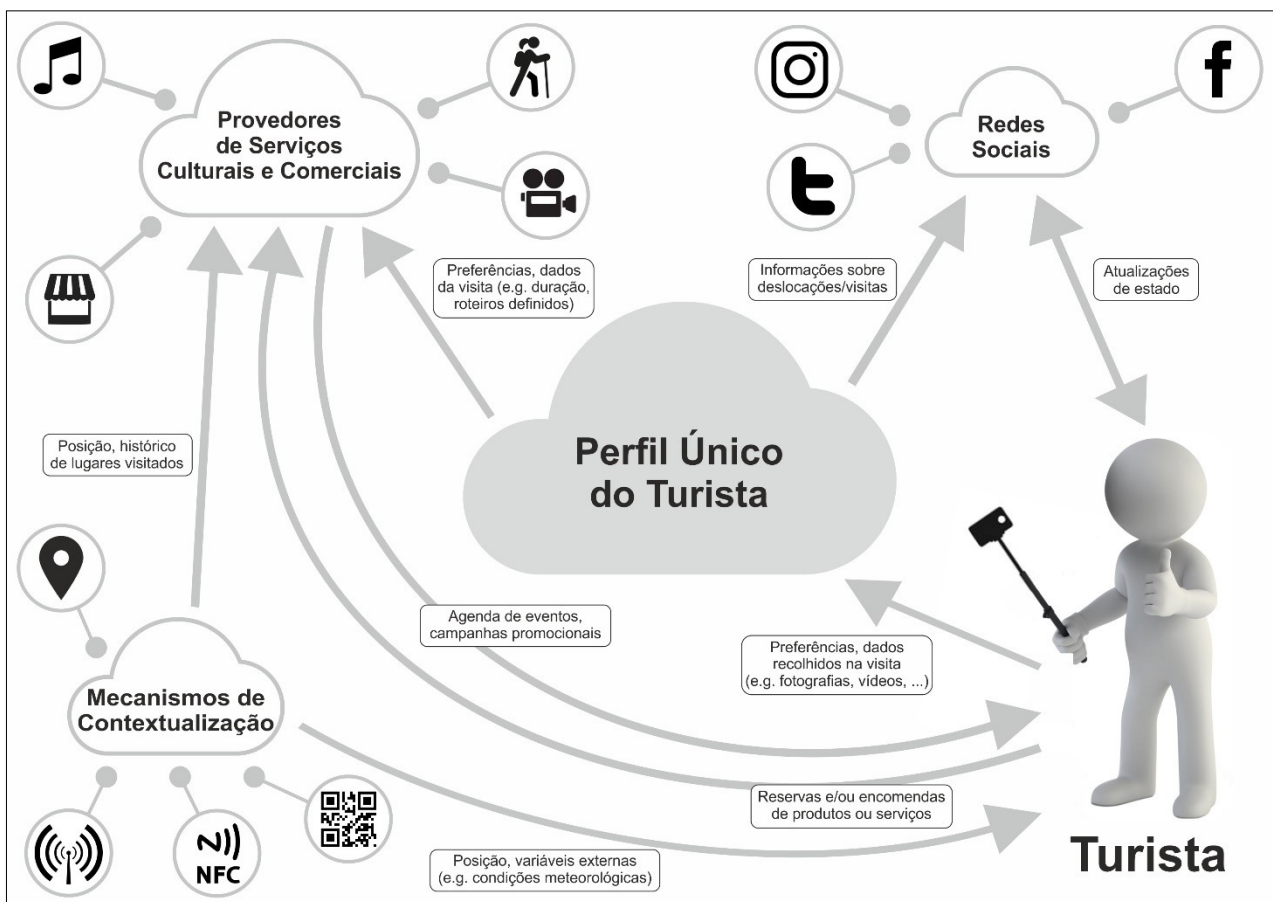 Provedores
de Serviços
Culturais e Comerciais
Redes
Sociais
Preferências, dados
da visita (e.g. duração,
roteiros definidos)
Informações sobre
deslocações/visitas
Atualizações
de estado
Posição, histórico
de lugares visitados
Perfil Único
do Turista
Agenda de eventos,
campanhas promocionais
Preferências, dados
recolhidos na visita
(e.g. fotografias, vídeos, ...)
Mecanismos de
Contextualização
NFC
Reservas e/ou encomendas
de produtos ou serviços
Posição, variáveis externas
(e.g. condições meteorológicas)
Turista